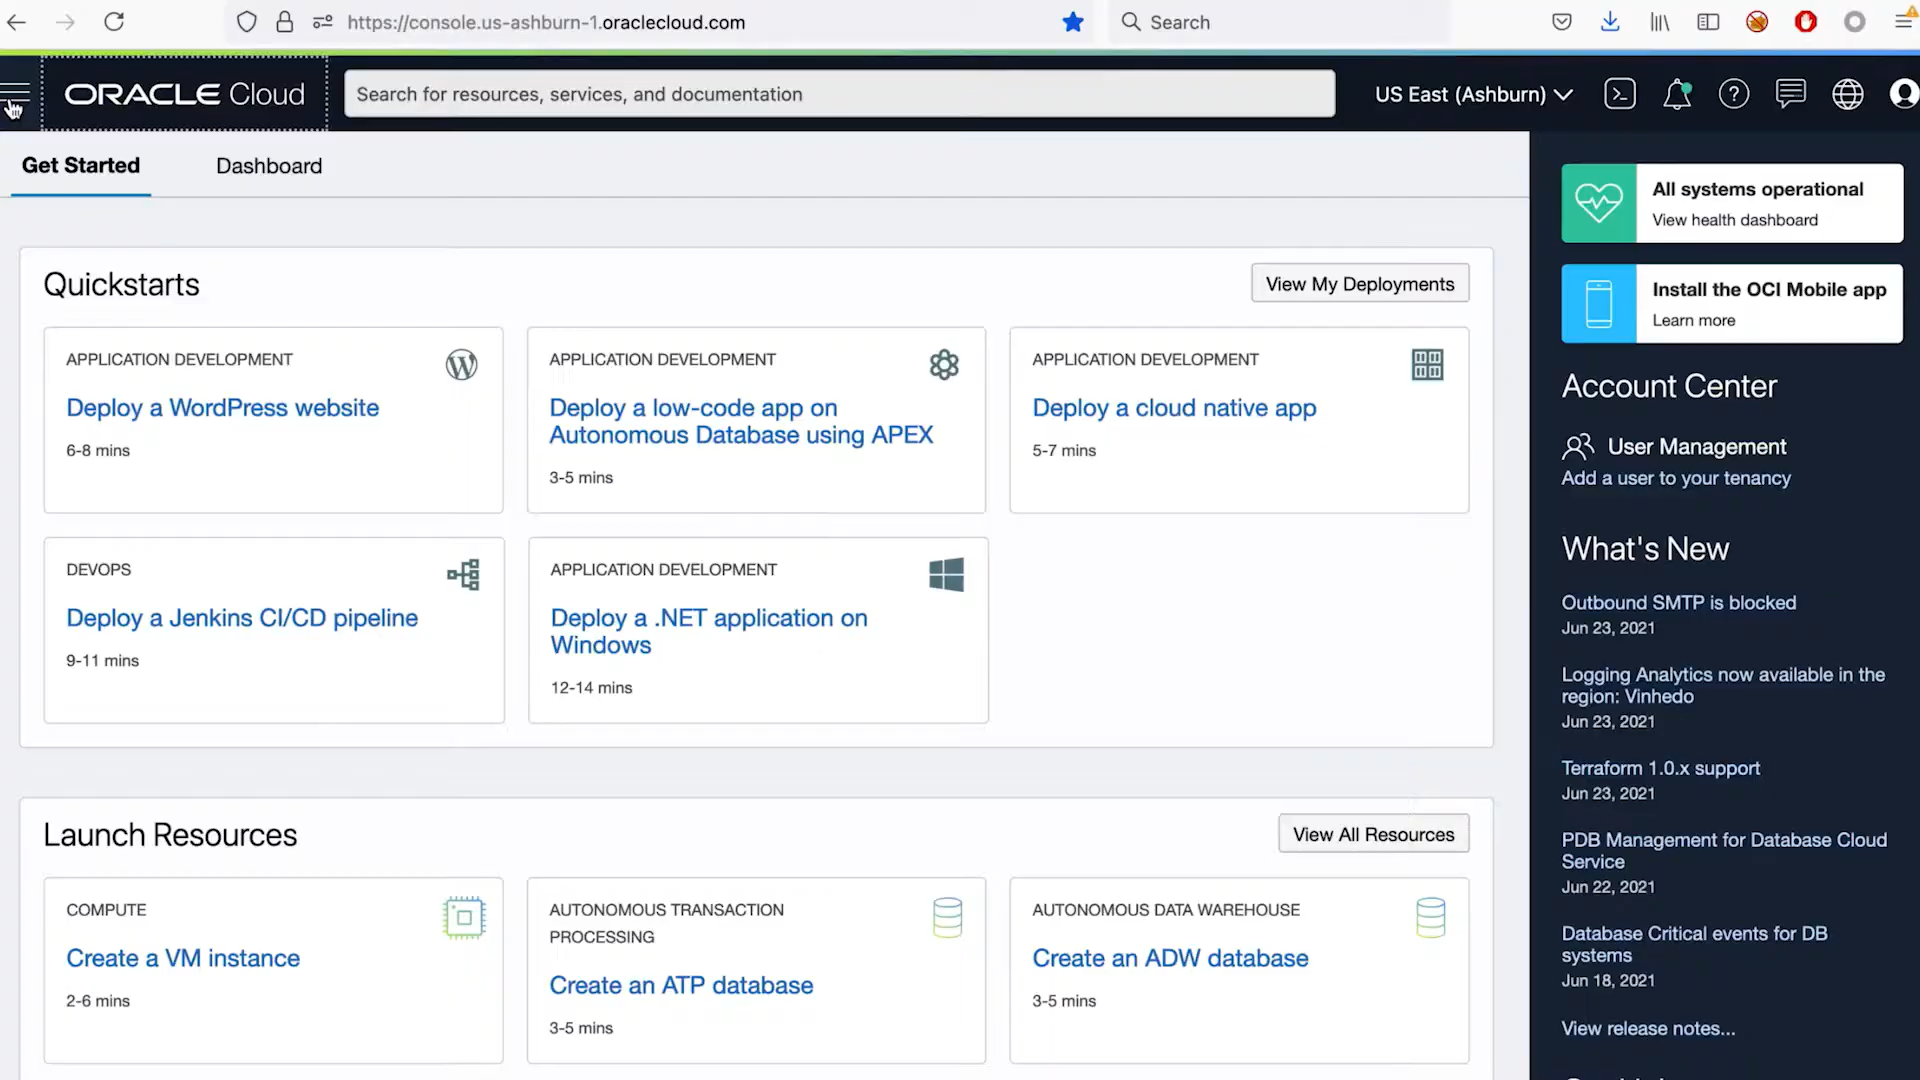 https://console.us-ashburn-1.oraclecloud.com
Search
ORACLE Cloud
Search for resources, services, and documentation
US East (Ashburn)
Get Started
Dashboard
Quickstarts
View My Deployments
APPLICATION DEVELOPMENT
Deploy a WordPress website
6-8 mins
APPLICATION DEVELOPMENT
Deploy a low-code app on
Autonomous Database using APEX
3-5 mins
APPLICATION DEVELOPMENT
Deploy a cloud native app
5-7 mins
DEVOPS
Deploy a Jenkins CI/CD pipeline
9-11 mins
APPLICATION DEVELOPMENT
Deploy a .NET application on
Windows
12-14 mins
Launch Resources
View All Resources
COMPUTE
Create a VM instance
2-6 mins
AUTONOMOUS TRANSACTION
PROCESSING
Create an ATP database
3-5 mins
AUTONOMOUS DATA WAREHOUSE
Create an ADW database
3-5 mins
All systems operational
View health dashboard
Install the OCI Mobile app
Learn more
Account Center
User Management
Add a user to your tenancy
What's New
Outbound SMTP is blocked
Jun 23, 2021
Logging Analytics now available in the
region: Vinhedo
Jun 23, 2021
Terraform 1.0.x support
Jun 23, 2021
PDB Management for Database Cloud
Service
Jun 22, 2021
Database Critical events for DB
systems
Jun 18, 2021
View release notes...